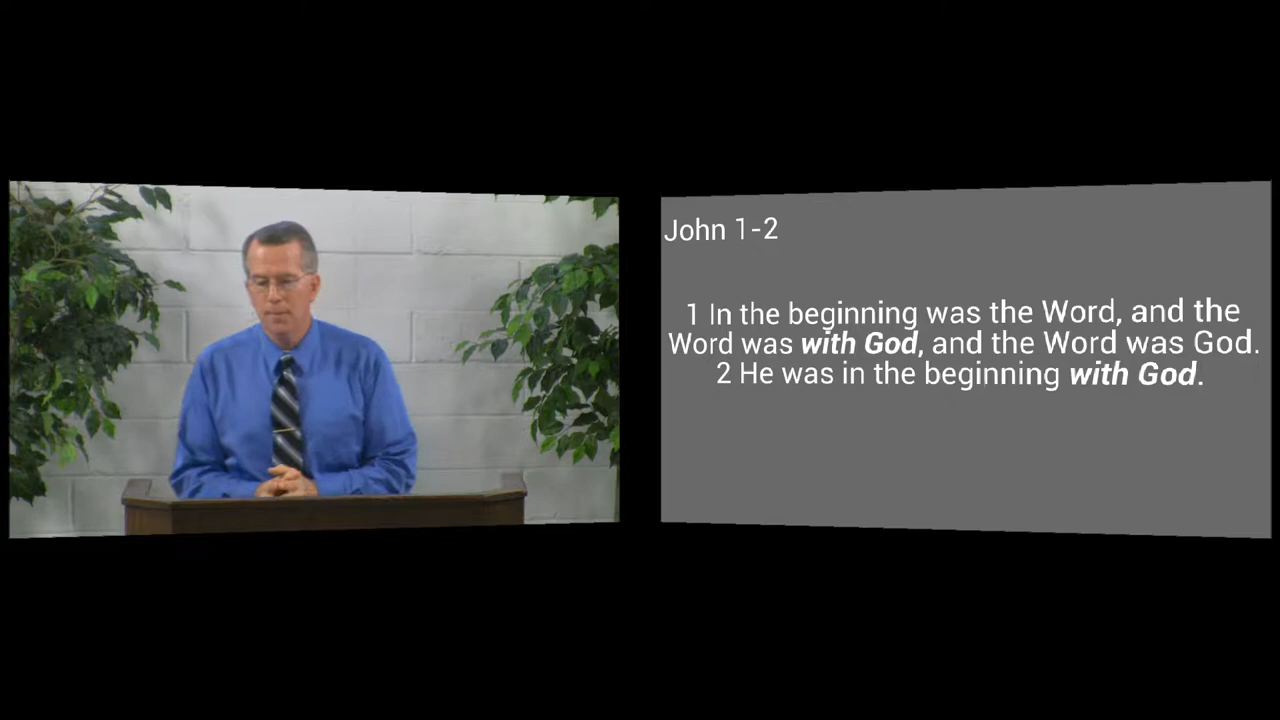 John 1-2
1 In the beginning was the Word, and the
Word was with God, and the Word was God.
2 He was in the beginning with God.